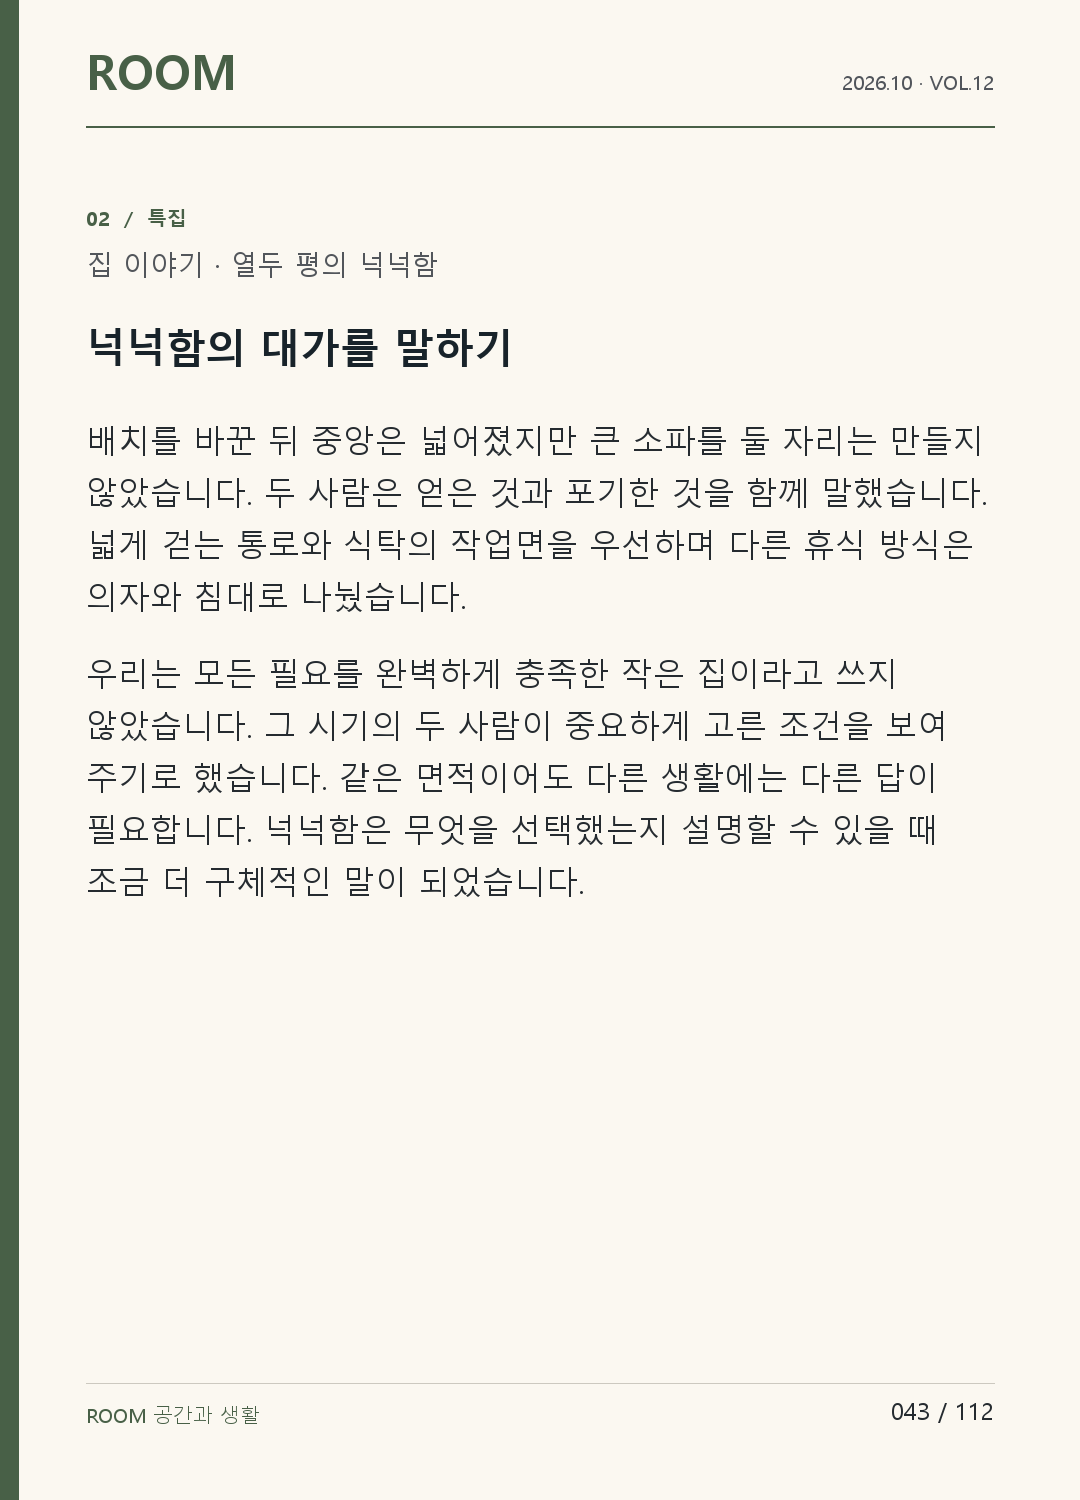 ROOM
2026.10 · VOL.12
02 / 특집
집 이야기 · 열두 평의 넉넉함
넉넉함의 대가를 말하기
배치를 바꾼 뒤 중앙은 넓어졌지만 큰 소파를 둘 자리는 만들지
않았습니다. 두 사람은 얻은 것과 포기한 것을 함께 말했습니다.
넓게 걷는 통로와 식탁의 작업면을 우선하며 다른 휴식 방식은
의자와 침대로 나눴습니다.
우리는 모든 필요를 완벽하게 충족한 작은 집이라고 쓰지
않았습니다. 그 시기의 두 사람이 중요하게 고른 조건을 보여
주기로 했습니다. 같은 면적이어도 다른 생활에는 다른 답이
필요합니다. 넉넉함은 무엇을 선택했는지 설명할 수 있을 때
조금 더 구체적인 말이 되었습니다.
ROOM 공간과 생활
043 / 112